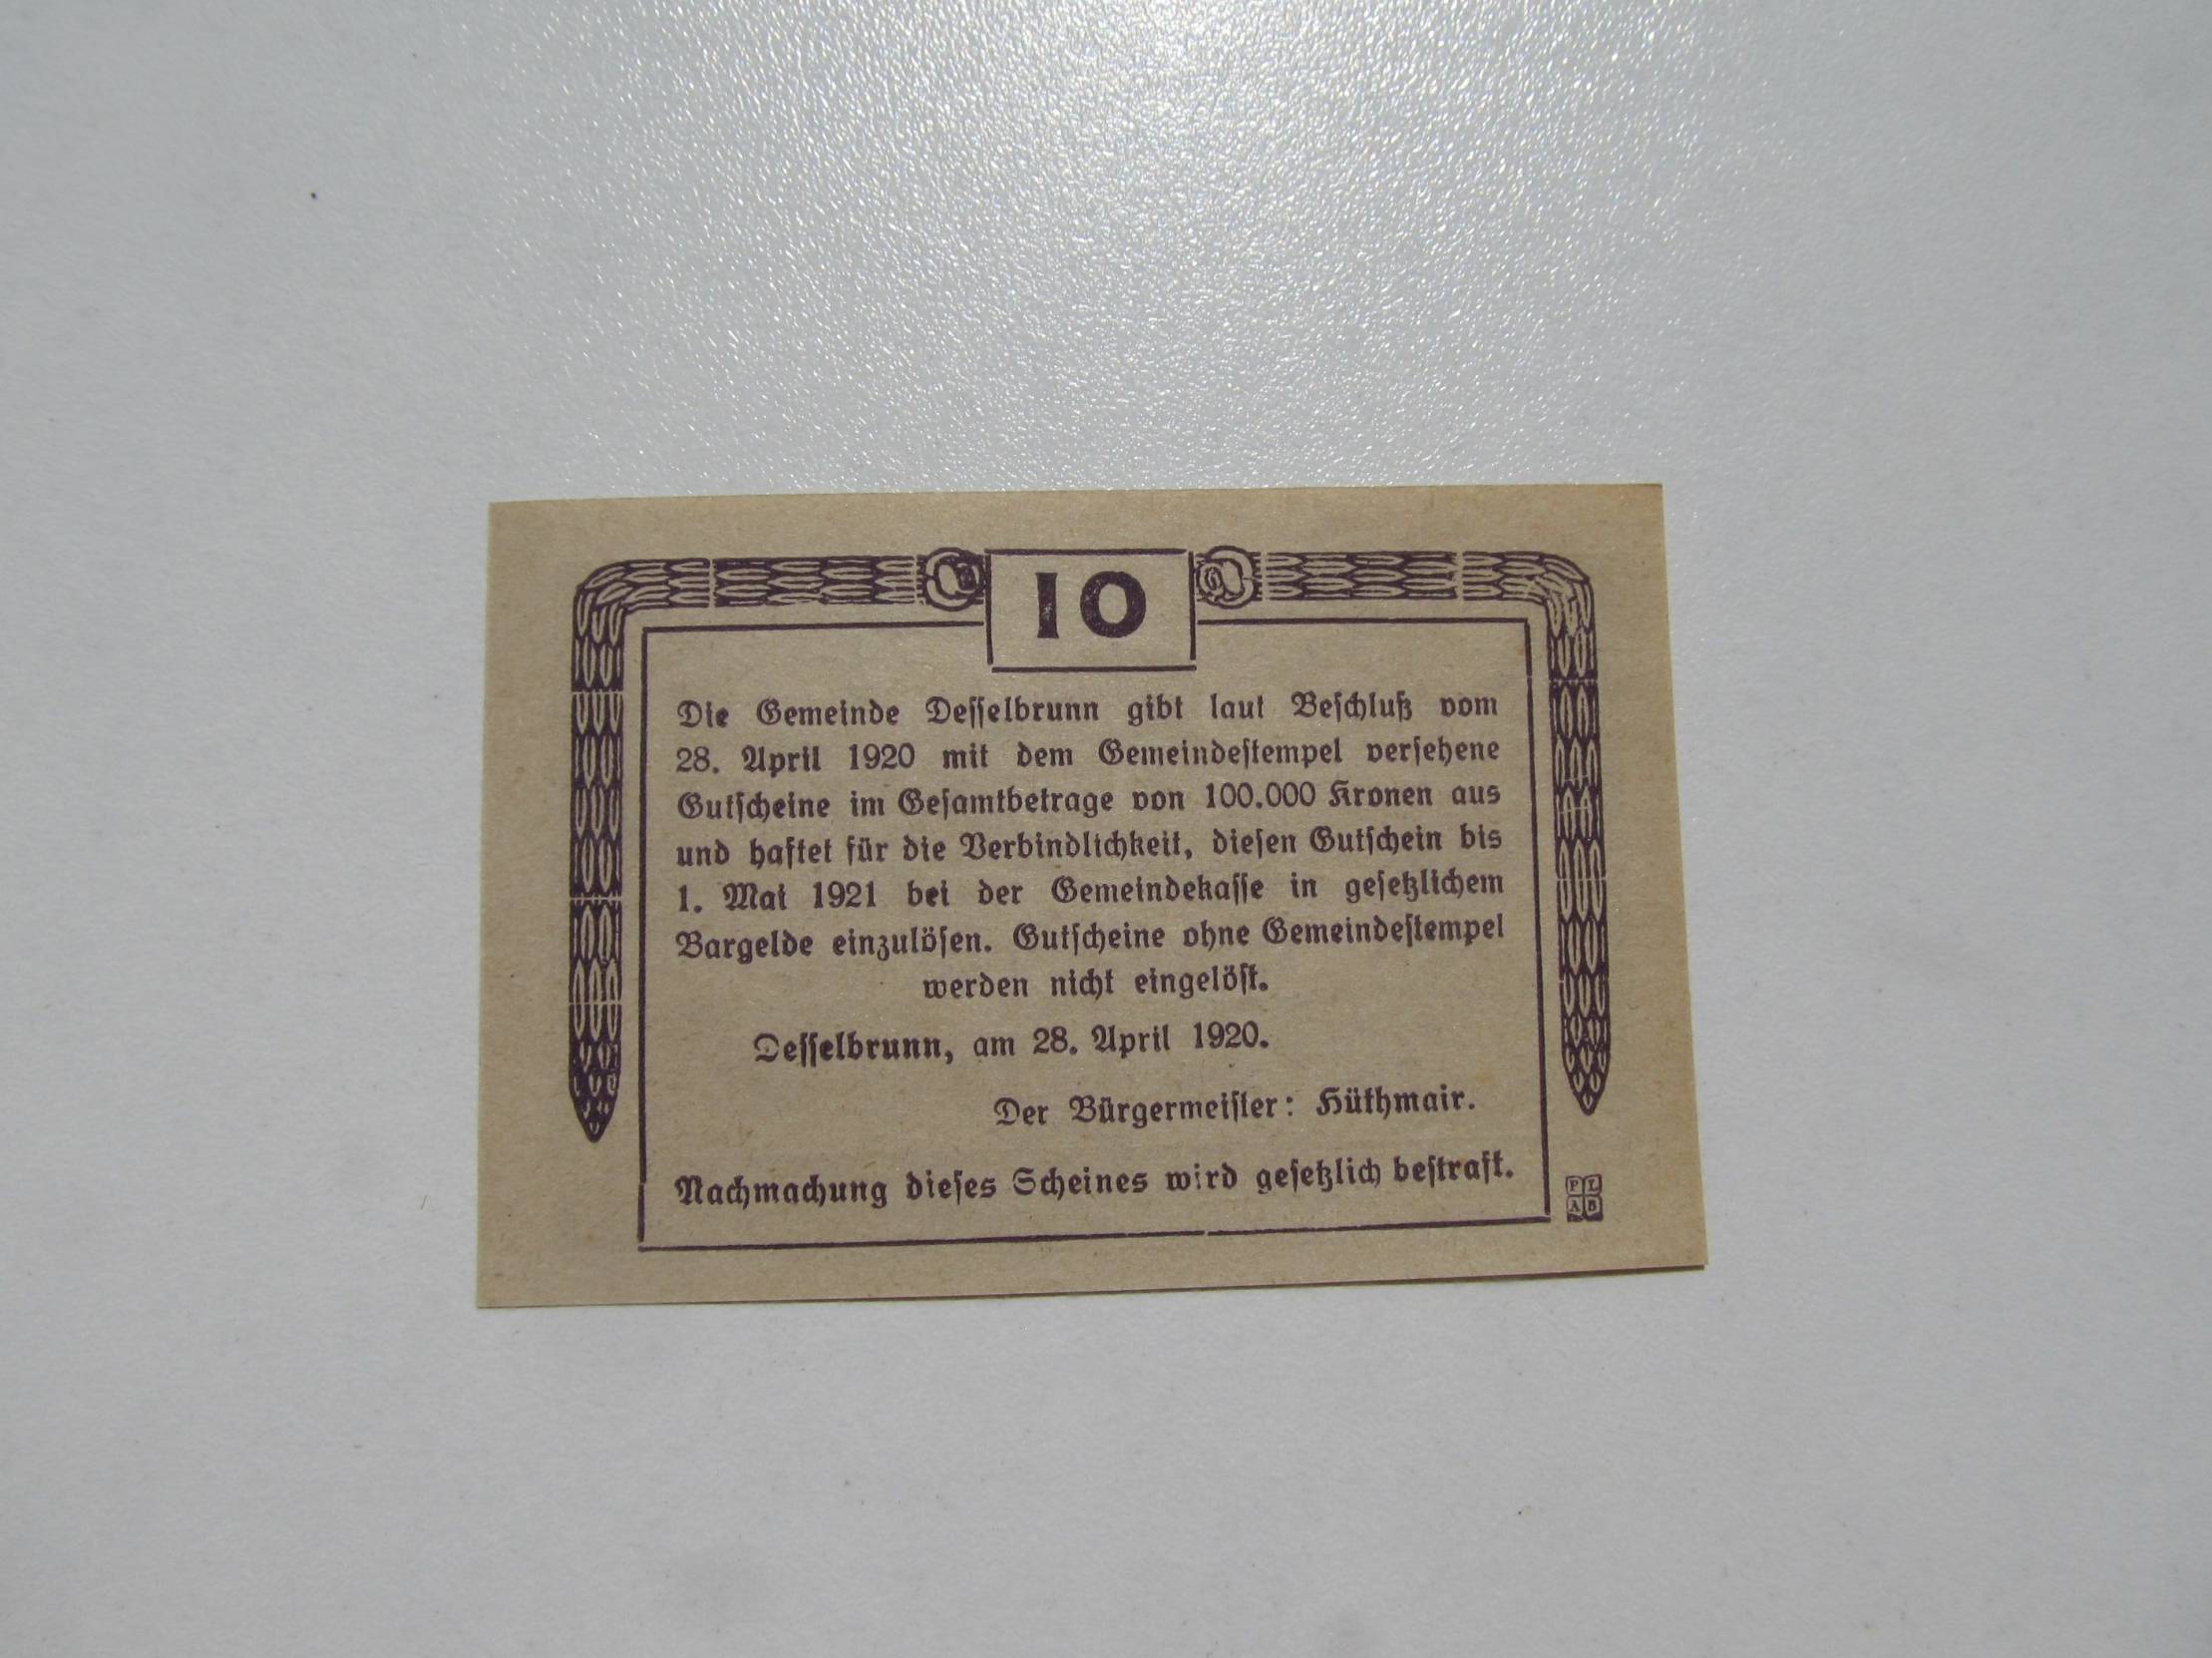 10
Die Gemeinde Desselbrunn gibt laut Beschluß vom
28. April 1920 mit dem Gemeindestempel versehene
Gutscheine im Gesamtbetrage von 100.000 Kronen aus
und haftet für die Verbindlichkeit, diesen Gutschein bis
1. Mai 1921 bei der Gemeindekasse in gesetzlichem
Bargelde einzulösen. Gutscheine ohne Gemeindestempel
werden nicht eingelöst.
Desselbrunn, am 28. April 1920.
Der Bürgermeister: Hüthmair.
Nachmachung dieses Scheines wird gesetzlich bestraft.